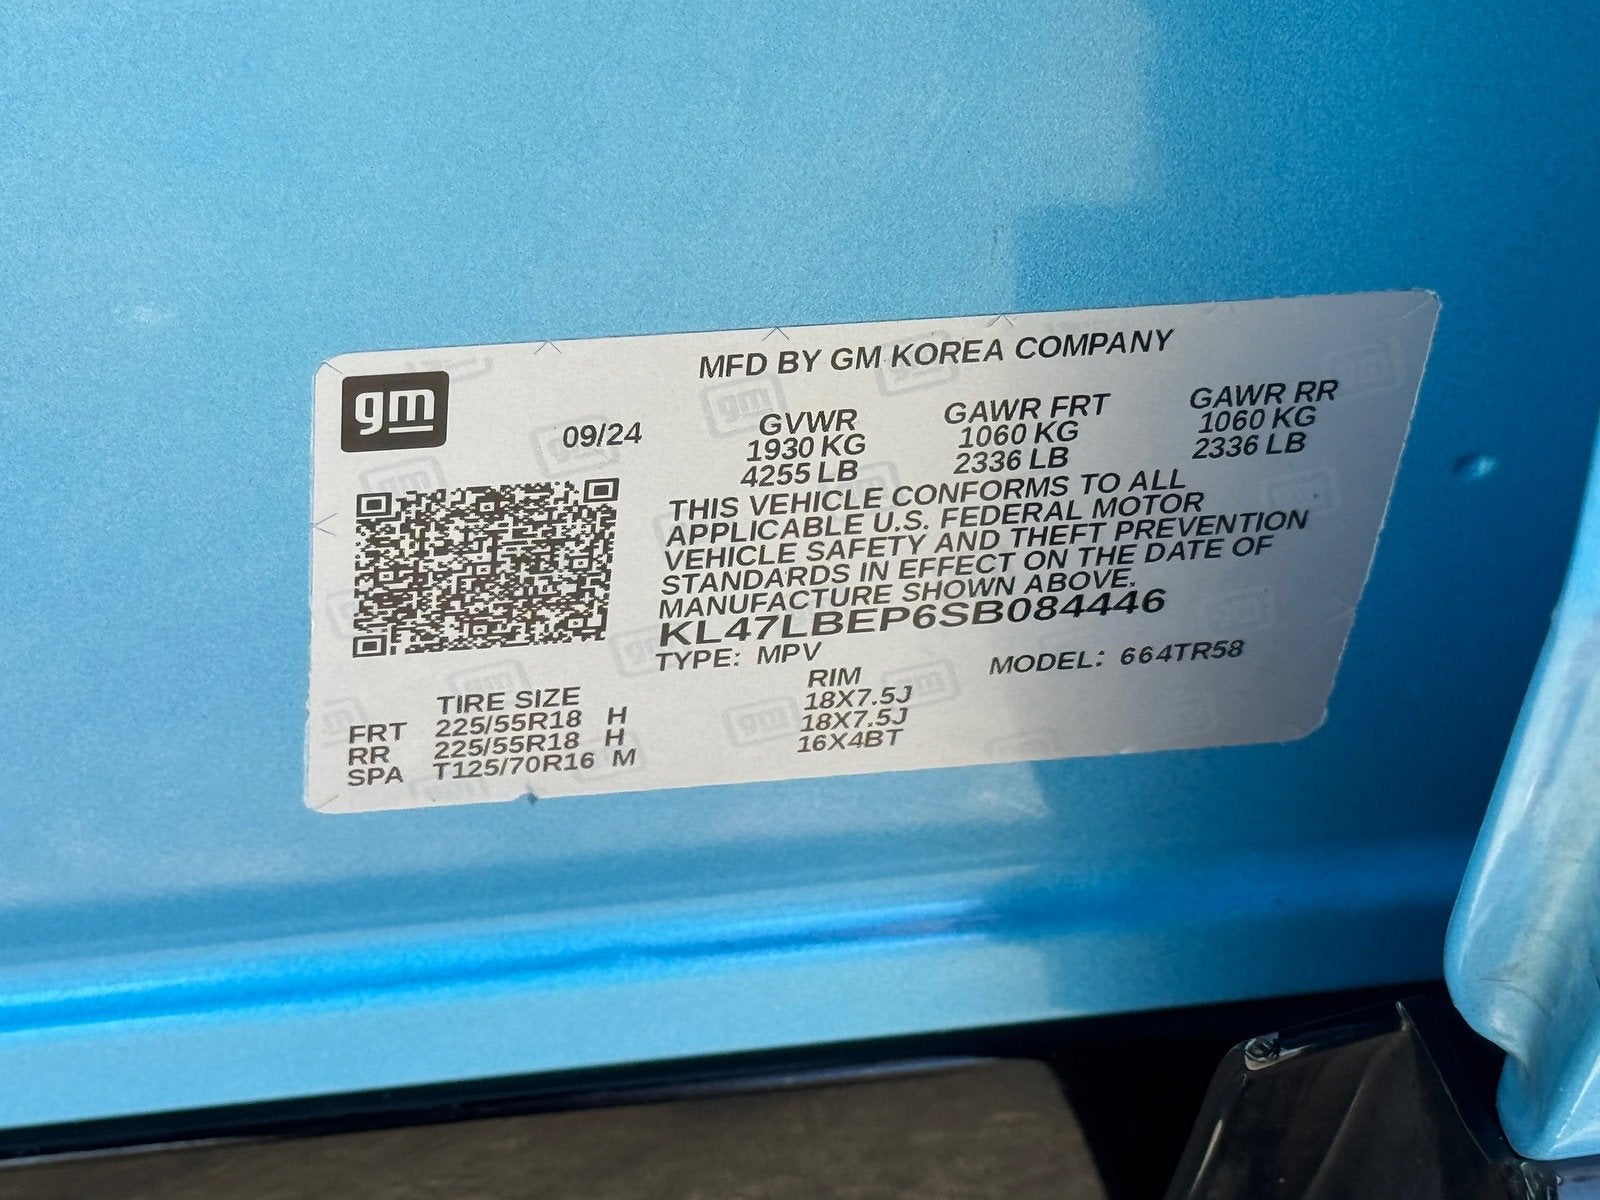 MFD BY GM KOREA COMPANY
gm
09/24
GVWR GAWR FRT GAWR RR
1930 KG 1060 KG 1060 KG
4255 LB 2336 LB 2336 LB
THIS VEHICLE CONFORMS TO ALL
APPLICABLE U.S. FEDERAL MOTOR
VEHICLE SAFETY AND THEFT PREVENTION
STANDARDS IN EFFECT ON THE DATE OF
MANUFACTURE SHOWN ABOVE.
KL47LBEP6SB084446
TYPE: MPV MODEL: 664TR58
TIRE SIZE RIM
FRT 225/55R18 H 18X7.5J
RR 225/55R18 H 18X7.5J
SPA T125/70R16 M 16X4BT